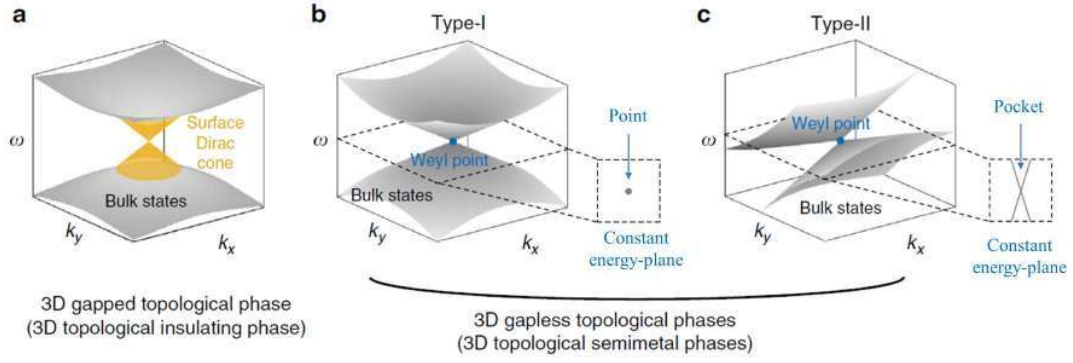 a
ω
Surface
Dirac
cone
Bulk states
k_y
k_x
3D gapped topological phase
(3D topological insulating phase)
b
Type-I
ω
Weyl point
Bulk states
k_y
k_x
Point
Constant
energy-plane
c
Type-II
ω
Weyl point
Bulk states
k_y
k_x
Pocket
Constant
energy-plane
3D gapless topological phases
(3D topological semimetal phases)